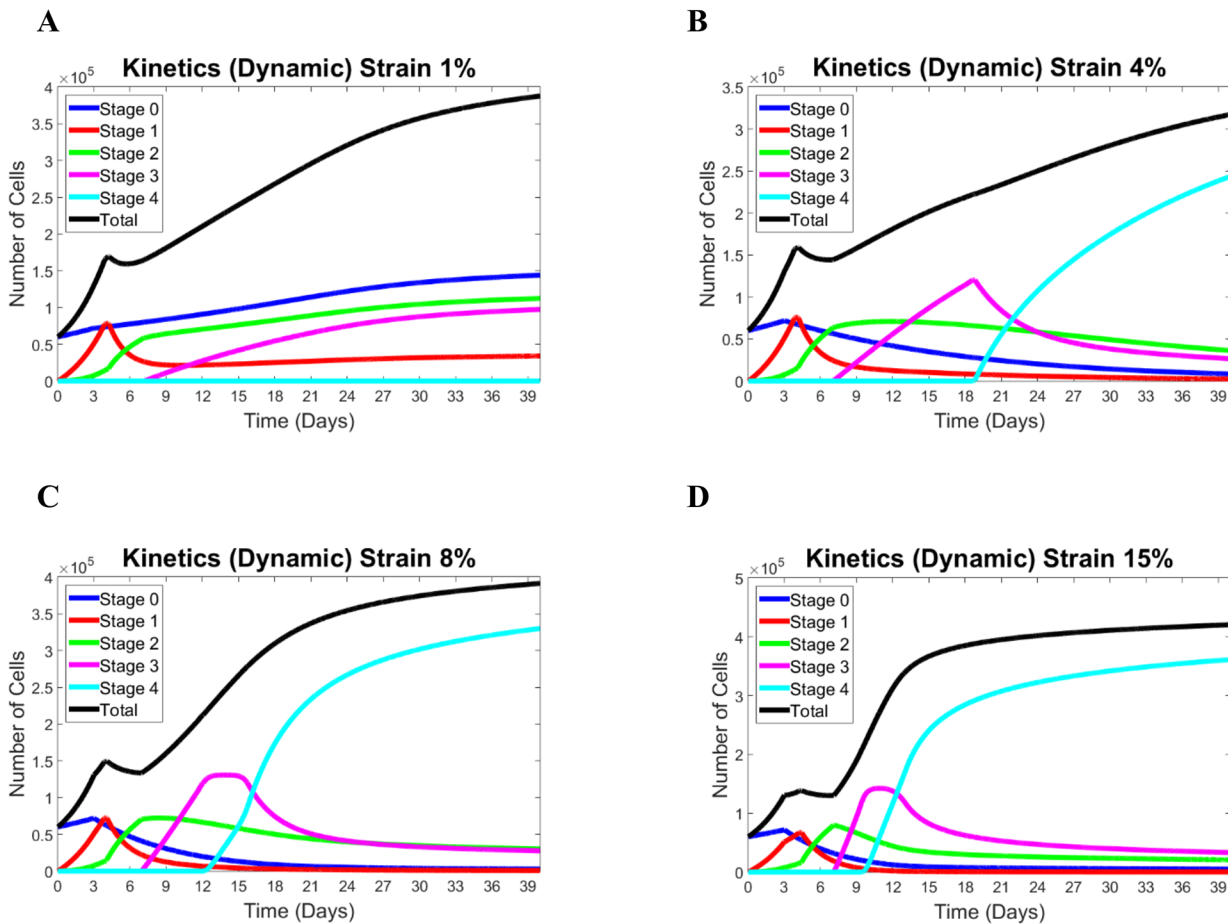 A
Kinetics (Dynamic) Strain 1%
×10⁵
4
3.5
3
2.5
2
1.5
1
0.5
0
Number of Cells
Stage 0
Stage 1
Stage 2
Stage 3
Stage 4
Total
0 3 6 9 12 15 18 21 24 27 30 33 36 39
Time (Days)
B
Kinetics (Dynamic) Strain 4%
×10⁵
3.5
3
2.5
2
1.5
1
0.5
0
Number of Cells
Stage 0
Stage 1
Stage 2
Stage 3
Stage 4
Total
0 3 6 9 12 15 18 21 24 27 30 33 36 39
Time (Days)
C
Kinetics (Dynamic) Strain 8%
×10⁵
4
3.5
3
2.5
2
1.5
1
0.5
0
Number of Cells
Stage 0
Stage 1
Stage 2
Stage 3
Stage 4
Total
0 3 6 9 12 15 18 21 24 27 30 33 36 39
Time (Days)
D
Kinetics (Dynamic) Strain 15%
×10⁵
5
4
3
2
1
0
Number of Cells
Stage 0
Stage 1
Stage 2
Stage 3
Stage 4
Total
0 3 6 9 12 15 18 21 24 27 30 33 36 39
Time (Days)